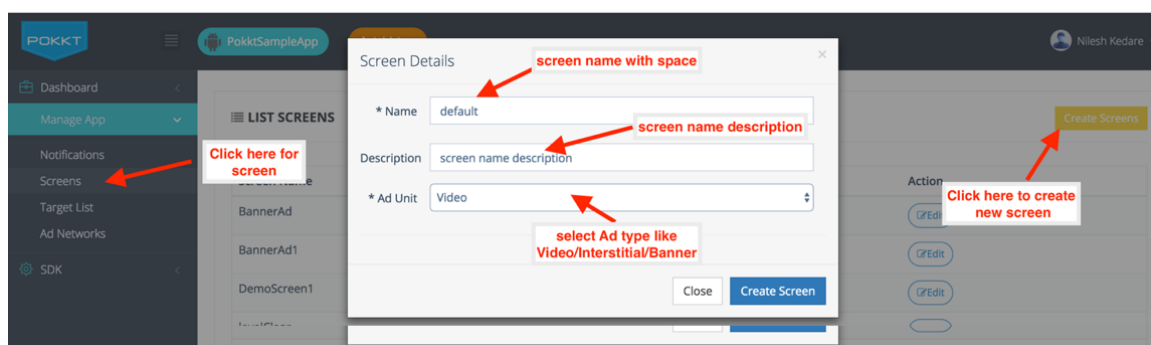 POKKT
PokktSampleApp
Nilesh Kedare
Dashboard
Manage App
Notifications
Screens
Target List
Ad Networks
SDK
Click here for
screen
LIST SCREENS
Create Screens
Screen Name
Action
BannerAd
Edit
BannerAd1
Edit
DemoScreen1
Edit
Click here to create
new screen
Screen Details
×
screen name with space
* Name
default
screen name description
Description
screen name description
* Ad Unit
Video
select Ad type like
Video/Interstitial/Banner
Close
Create Screen